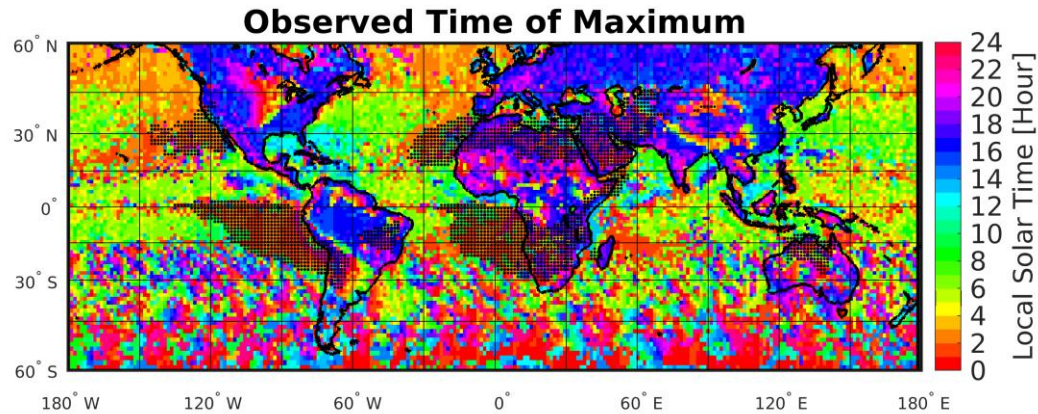 Observed Time of Maximum
60° N
30° N
0°
30° S
60° S
180° W
120° W
60° W
0°
60° E
120° E
180° E
24
22
20
18
16
14
12
10
8
6
4
2
0
Local Solar Time [Hour]